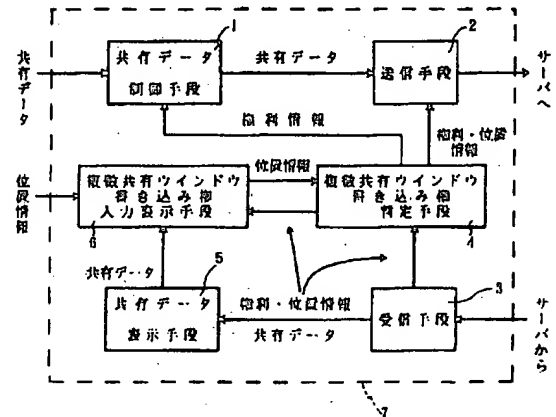 1
2
共有データ
制御手段
共有データ
送信手段
共有データ
サーバへ
権利情報
権利・位置
情報
位置情報
位置情報
複数共有ウインドウ
書き込み権
入力表示手段
6
複数共有ウインドウ
書き込み権
判定手段
4
共有データ
5
共有データ
表示手段
権利・位置情報
共有データ
3
受信手段
サーバから
7